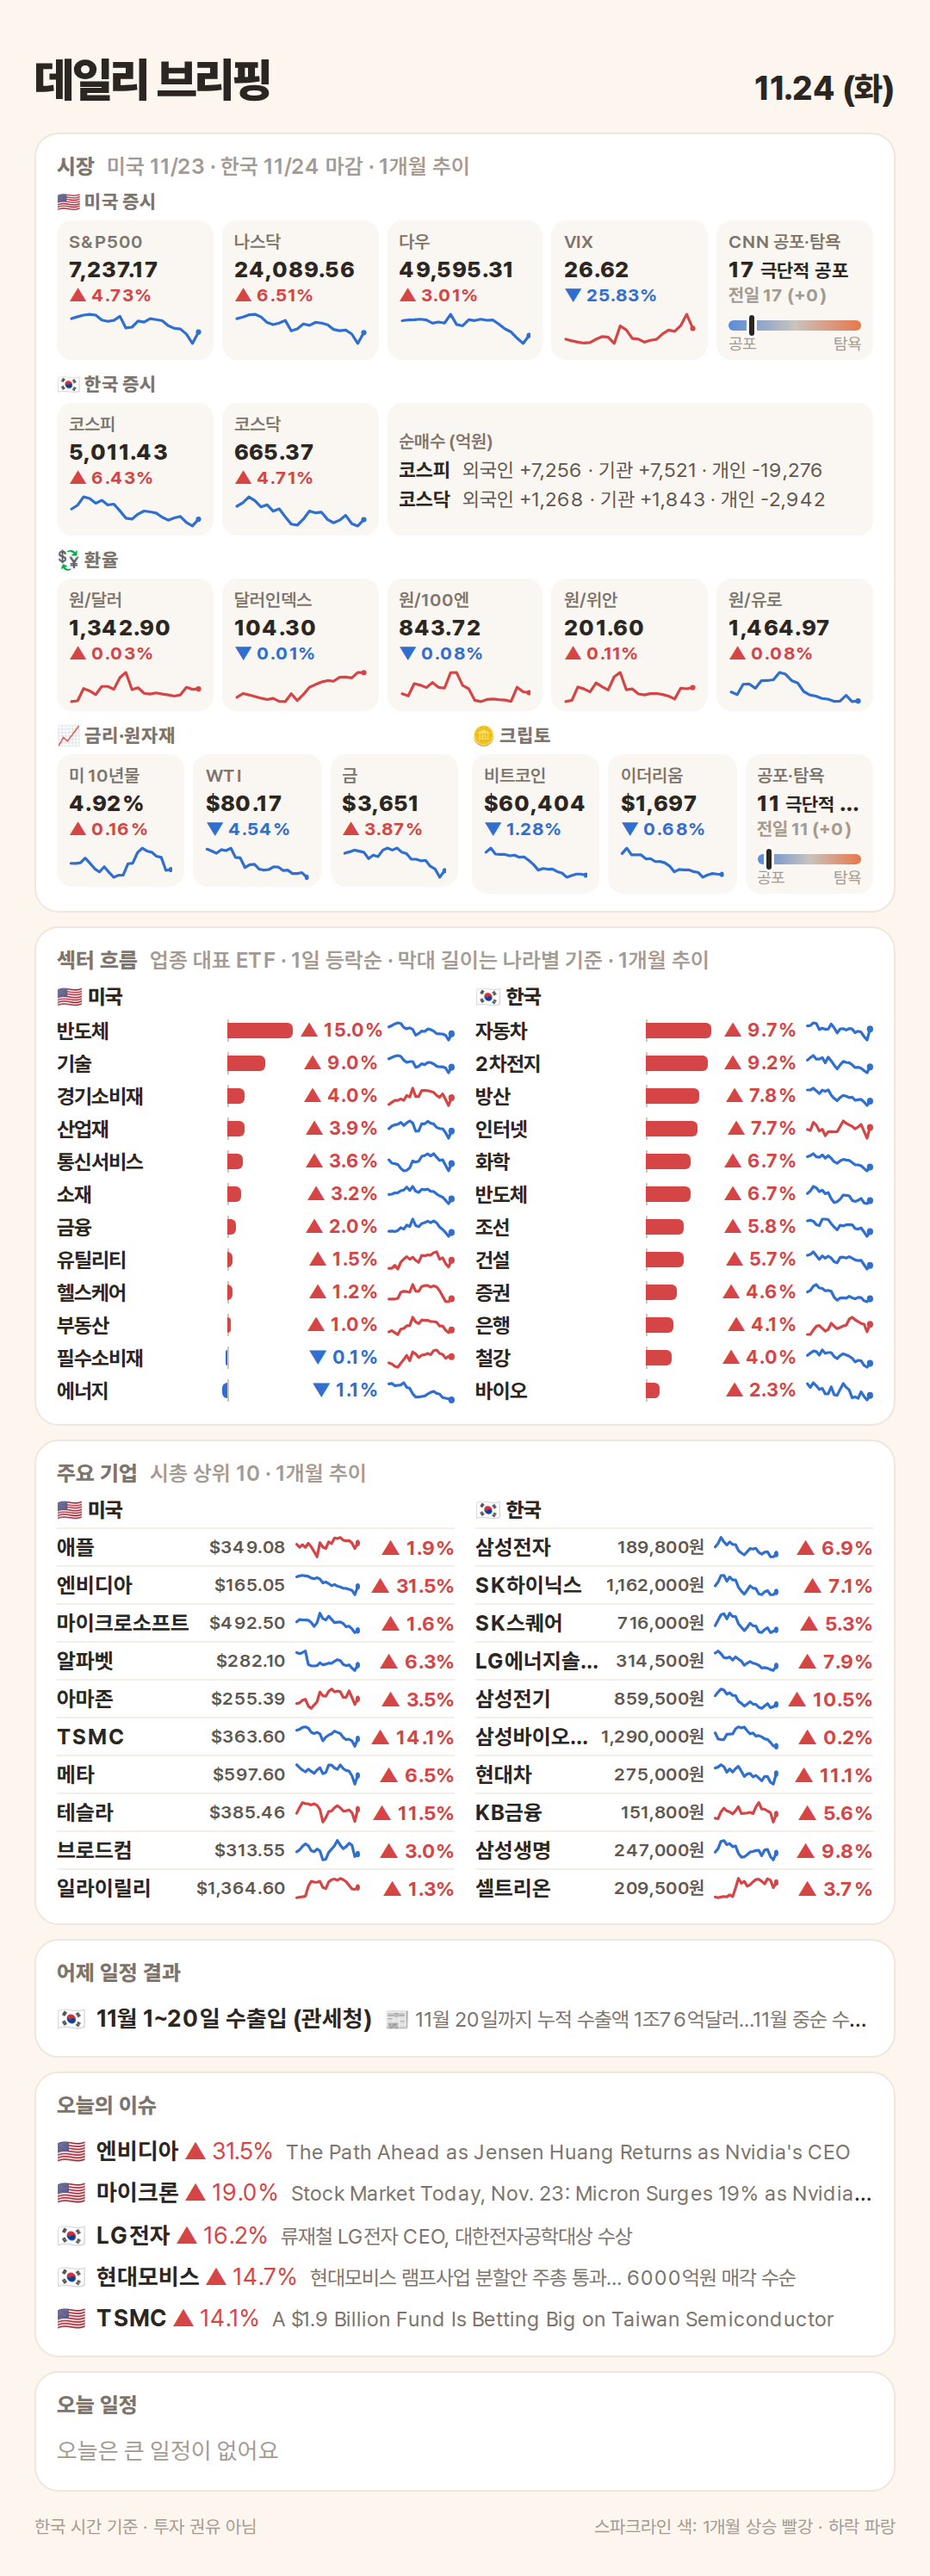 데일리 브리핑
11.24 (화)
시장 미국 11/23 · 한국 11/24 마감 · 1개월 추이
🇺🇸 미국 증시
S&P500
7,237.17
▲ 4.73%
나스닥
24,089.56
▲ 6.51%
다우
49,595.31
▲ 3.01%
VIX
26.62
▼ 25.83%
CNN 공포·탐욕
17 극단적 공포
전일 17 (+0)
공포 탐욕
🇰🇷 한국 증시
코스피
5,011.43
▲ 6.43%
코스닥
665.37
▲ 4.71%
순매수 (억원)
코스피 외국인 +7,256 · 기관 +7,521 · 개인 -19,276
코스닥 외국인 +1,268 · 기관 +1,843 · 개인 -2,942
💱 환율
원/달러
1,342.90
▲ 0.03%
달러인덱스
104.30
▼ 0.01%
원/100엔
843.72
▼ 0.08%
원/위안
201.60
▲ 0.11%
원/유로
1,464.97
▲ 0.08%
📈 금리·원자재
미 10년물
4.92%
▲ 0.16%
WTI
$80.17
▼ 4.54%
금
$3,651
▲ 3.87%
🪙 크립토
비트코인
$60,404
▼ 1.28%
이더리움
$1,697
▼ 0.68%
공포·탐욕
11 극단적 ...
전일 11 (+0)
공포 탐욕
섹터 흐름 업종 대표 ETF · 1일 등락순 · 막대 길이는 나라별 기준 · 1개월 추이
🇺🇸 미국
반도체 ▲ 15.0%
기술 ▲ 9.0%
경기소비재 ▲ 4.0%
산업재 ▲ 3.9%
통신서비스 ▲ 3.6%
소재 ▲ 3.2%
금융 ▲ 2.0%
유틸리티 ▲ 1.5%
헬스케어 ▲ 1.2%
부동산 ▲ 1.0%
필수소비재 ▼ 0.1%
에너지 ▼ 1.1%
🇰🇷 한국
자동차 ▲ 9.7%
2차전지 ▲ 9.2%
방산 ▲ 7.8%
인터넷 ▲ 7.7%
화학 ▲ 6.7%
반도체 ▲ 6.7%
조선 ▲ 5.8%
건설 ▲ 5.7%
증권 ▲ 4.6%
은행 ▲ 4.1%
철강 ▲ 4.0%
바이오 ▲ 2.3%
주요 기업 시총 상위 10 · 1개월 추이
🇺🇸 미국
애플 $349.08 ▲ 1.9%
엔비디아 $165.05 ▲ 31.5%
마이크로소프트 $492.50 ▲ 1.6%
알파벳 $282.10 ▲ 6.3%
아마존 $255.39 ▲ 3.5%
TSMC $363.60 ▲ 14.1%
메타 $597.60 ▲ 6.5%
테슬라 $385.46 ▲ 11.5%
브로드컴 $313.55 ▲ 3.0%
일라이릴리 $1,364.60 ▲ 1.3%
🇰🇷 한국
삼성전자 189,800원 ▲ 6.9%
SK하이닉스 1,162,000원 ▲ 7.1%
SK스퀘어 716,000원 ▲ 5.3%
LG에너지솔... 314,500원 ▲ 7.9%
삼성전기 859,500원 ▲ 10.5%
삼성바이오... 1,290,000원 ▲ 0.2%
현대차 275,000원 ▲ 11.1%
KB금융 151,800원 ▲ 5.6%
삼성생명 247,000원 ▲ 9.8%
셀트리온 209,500원 ▲ 3.7%
어제 일정 결과
🇰🇷 11월 1~20일 수출입 (관세청) 📰 11월 20일까지 누적 수출액 1조76억달러...11월 중순 수...
오늘의 이슈
🇺🇸 엔비디아 ▲ 31.5% The Path Ahead as Jensen Huang Returns as Nvidia's CEO
🇺🇸 마이크론 ▲ 19.0% Stock Market Today, Nov. 23: Micron Surges 19% as Nvidia...
🇰🇷 LG전자 ▲ 16.2% 류재철 LG전자 CEO, 대한전자공학대상 수상
🇰🇷 현대모비스 ▲ 14.7% 현대모비스 램프사업 분할안 주총 통과... 6000억원 매각 수순
🇺🇸 TSMC ▲ 14.1% A $1.9 Billion Fund Is Betting Big on Taiwan Semiconductor
오늘 일정
오늘은 큰 일정이 없어요
한국 시간 기준 · 투자 권유 아님
스파크라인 색: 1개월 상승 빨강 · 하락 파랑